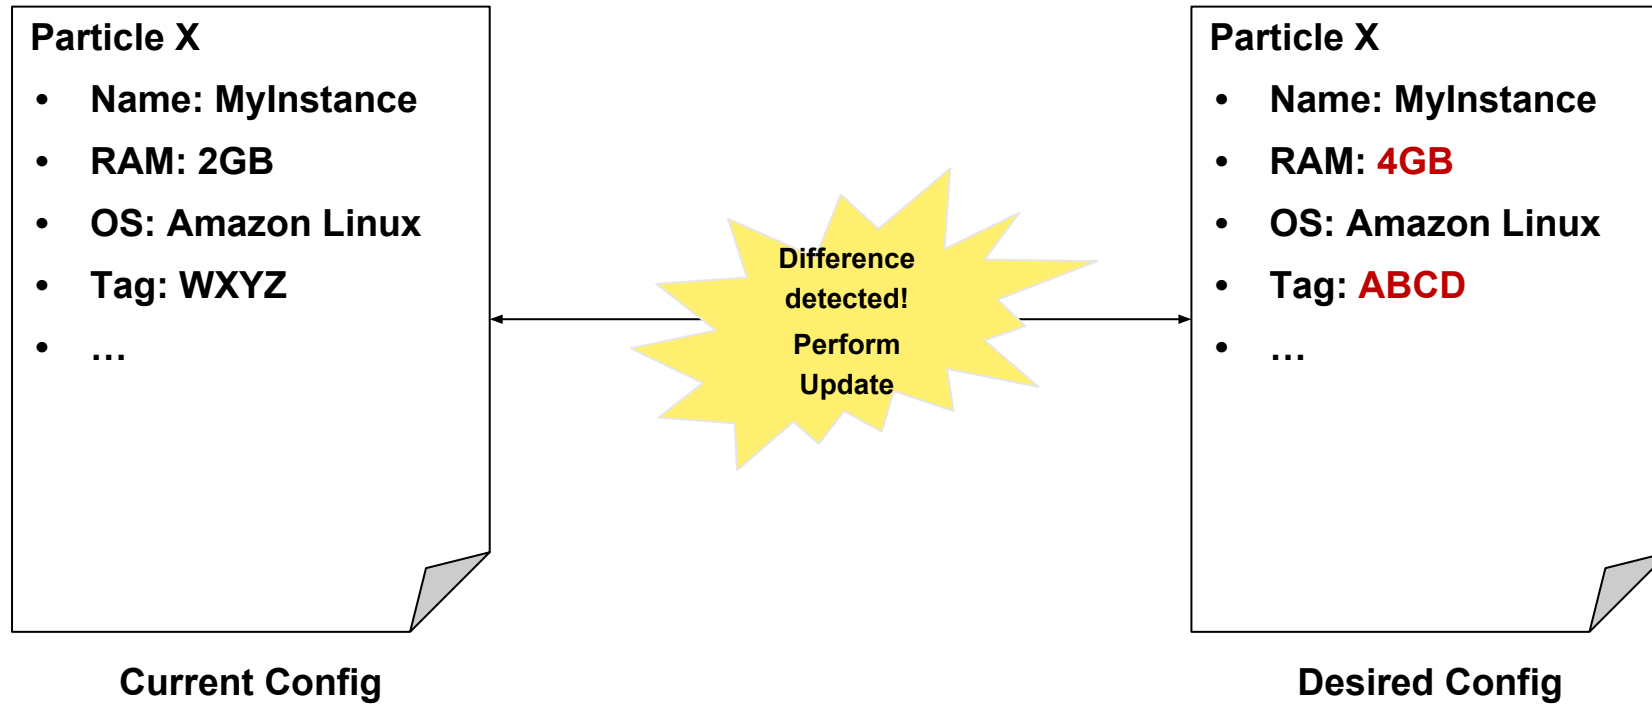 Particle X
• Name: MyInstance
• RAM: 2GB
• OS: Amazon Linux
• Tag: WXYZ
• …
Current Config
Difference
detected!
Perform
Update
Particle X
• Name: MyInstance
• RAM: 4GB
• OS: Amazon Linux
• Tag: ABCD
• …
Desired Config